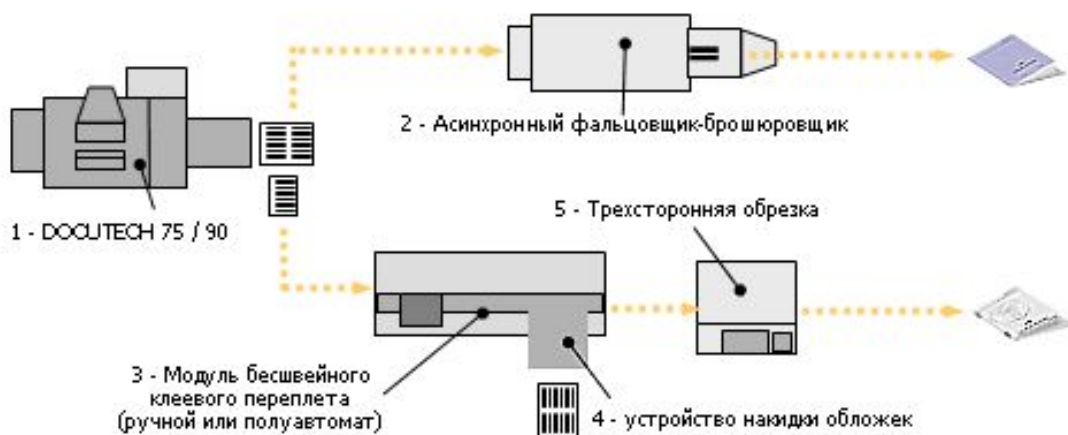 2 - Асинхронный фальцовщик-брошюровщик
1 - DOCUTECH 75 / 90
5 - Трехсторонняя обрезка
3 - Модуль бесшвейного
клеевого переплета
(ручной или полуавтомат)
4 - устройство накидки обложек